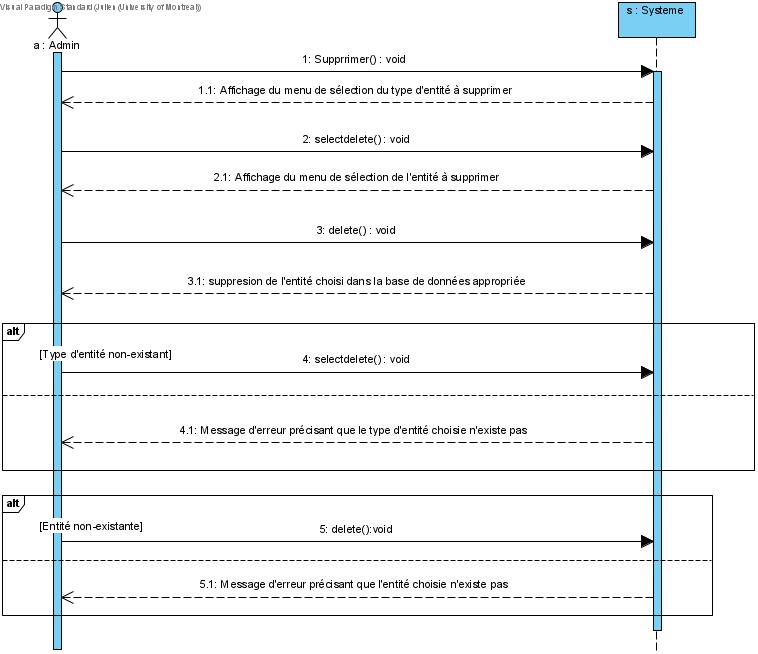 Visual Paradigm Standard (Julien (University of Montreal))
s : Systeme
a : Admin
1: Supprimer() : void
1.1: Affichage du menu de sélection du type d'entité à supprimer
2: selectdelete() : void
2.1: Affichage du menu de sélection de l'entité à supprimer
3: delete() : void
3.1: suppresion de l'entité choisi dans la base de données appropriée
alt
[Type d'entité non-existant]
4: selectdelete() : void
4.1: Message d'erreur précisant que le type d'entité choisie n'existe pas
alt
[Entité non-existante]
5: delete():void
5.1: Message d'erreur précisant que l'entité choisie n'existe pas